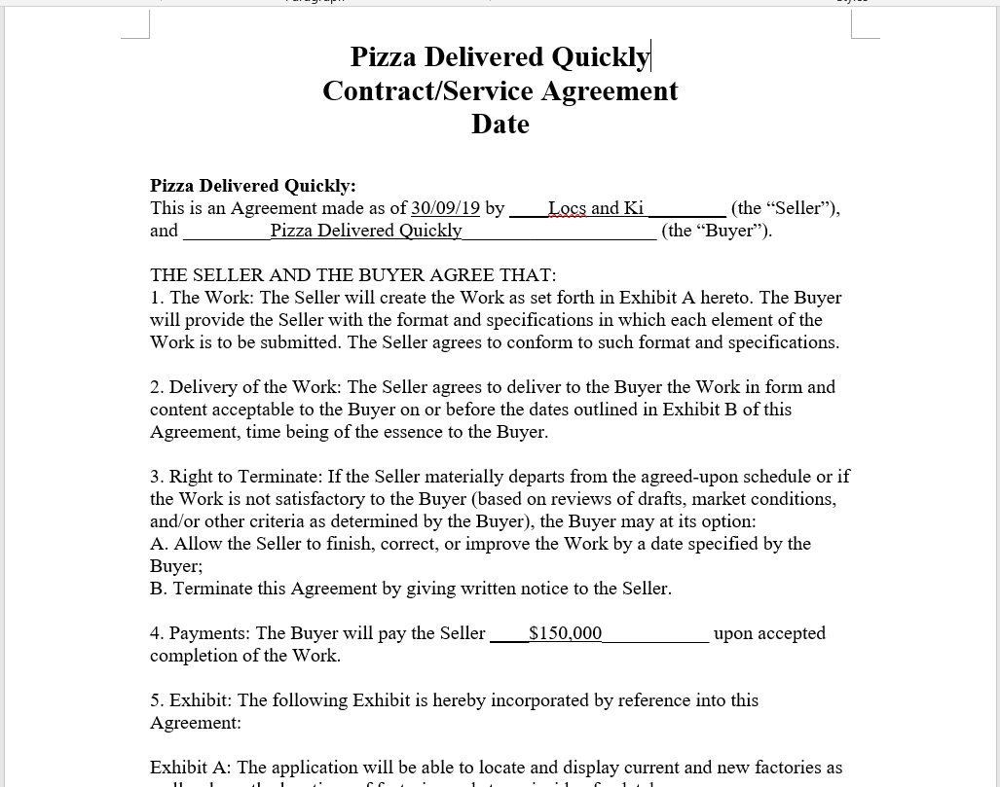 Pizza Delivered Quickly
Contract/Service Agreement
Date
Pizza Delivered Quickly:
This is an Agreement made as of 30/09/19 by ____Locs and Ki ________ (the “Seller”),
and _________Pizza Delivered Quickly____________________ (the “Buyer”).
THE SELLER AND THE BUYER AGREE THAT:
1. The Work: The Seller will create the Work as set forth in Exhibit A hereto. The Buyer
will provide the Seller with the format and specifications in which each element of the
Work is to be submitted. The Seller agrees to conform to such format and specifications.
2. Delivery of the Work: The Seller agrees to deliver to the Buyer the Work in form and
content acceptable to the Buyer on or before the dates outlined in Exhibit B of this
Agreement, time being of the essence to the Buyer.
3. Right to Terminate: If the Seller materially departs from the agreed-upon schedule or if
the Work is not satisfactory to the Buyer (based on reviews of drafts, market conditions,
and/or other criteria as determined by the Buyer), the Buyer may at its option:
A. Allow the Seller to finish, correct, or improve the Work by a date specified by the
Buyer;
B. Terminate this Agreement by giving written notice to the Seller.
4. Payments: The Buyer will pay the Seller ____$150,000___________ upon accepted
completion of the Work.
5. Exhibit: The following Exhibit is hereby incorporated by reference into this
Agreement:
Exhibit A: The application will be able to locate and display current and new factories as